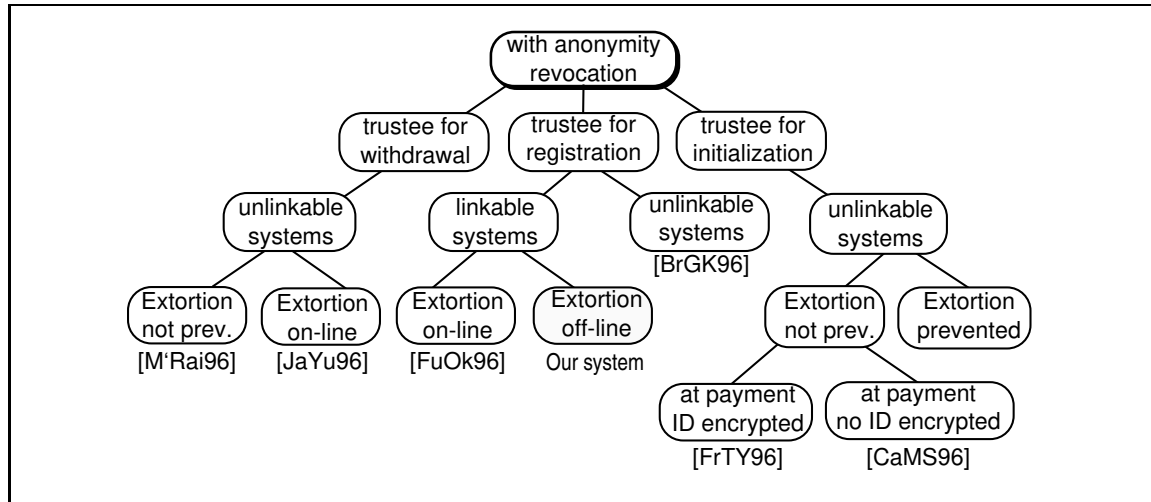 with anonymity
revocation
trustee for
withdrawal
trustee for
registration
trustee for
initialization
unlinkable
systems
linkable
systems
unlinkable
systems
[BrGK96]
unlinkable
systems
Extortion
not prev.
[M‘Rai96]
Extortion
on-line
[JaYu96]
Extortion
on-line
[FuOk96]
Extortion
off-line
Our system
Extortion
not prev.
Extortion
prevented
at payment
ID encrypted
[FrTY96]
at payment
no ID encrypted
[CaMS96]